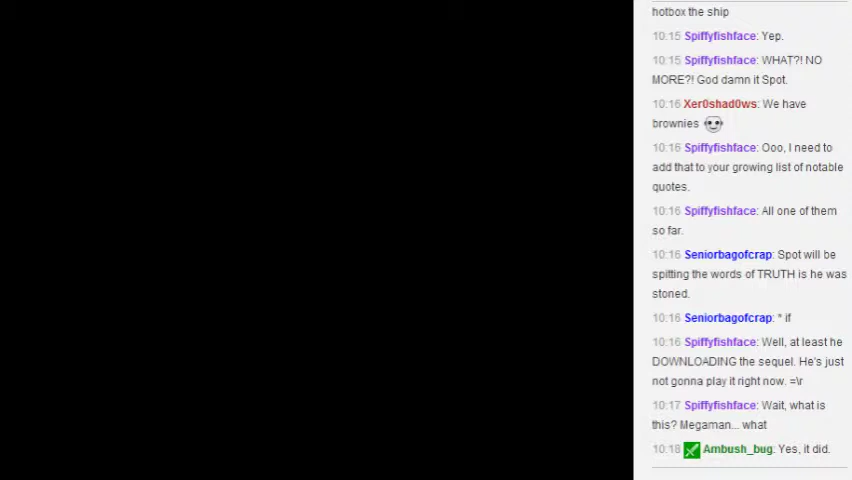 hotbox the ship
10:15 Spiffyfishface: Yep.
10:15 Spiffyfishface: WHAT?! NO
MORE?! God damn it Spot.
10:16 Xer0shad0ws: We have
brownies
10:16 Spiffyfishface: Ooo, I need to
add that to your growing list of notable
quotes.
10:16 Spiffyfishface: All one of them
so far.
10:16 Seniorbagofcrap: Spot will be
spitting the words of TRUTH is he was
stoned.
10:16 Seniorbagofcrap: * if
10:16 Spiffyfishface: Well, at least he
DOWNLOADING the sequel. He's just
not gonna play it right now. =\r
10:17 Spiffyfishface: Wait, what is
this? Megaman... what
10:18 Ambush_bug: Yes, it did.